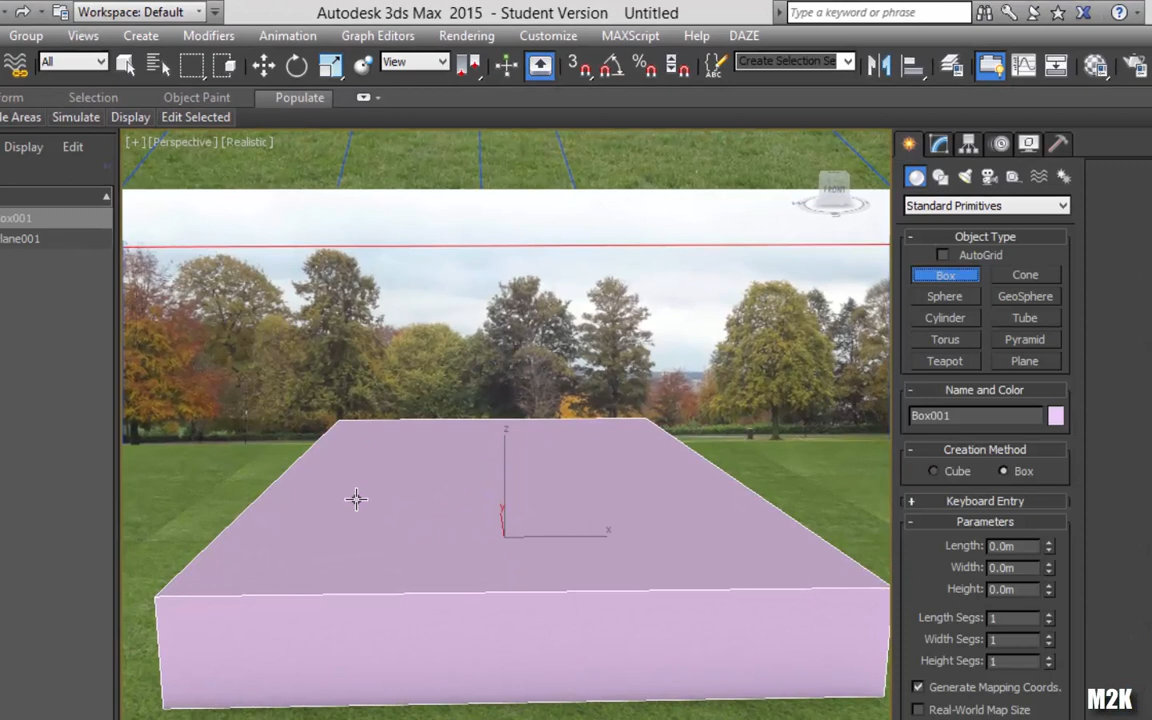 Workspace: Default
Autodesk 3ds Max 2015 - Student Version Untitled
Type a keyword or phrase
Group Views Create Modifiers Animation Graph Editors Rendering Customize MAXScript Help DAZE
All
View
3
%
Create Selection Se
orm Selection Object Paint Populate
le Areas Simulate Display Edit Selected
Display Edit
[+][Perspective][Realistic]
ox001
lane001
FRONT
z
y
x
Standard Primitives
- Object Type
AutoGrid
Box Cone
Sphere GeoSphere
Cylinder Tube
Torus Pyramid
Teapot Plane
- Name and Color
Box001
- Creation Method
Cube Box
+ Keyboard Entry
- Parameters
Length: 0.0m
Width: 0.0m
Height: 0.0m
Length Segs: 1
Width Segs: 1
Height Segs: 1
Generate Mapping Coords.
Real-World Map Size
M2K